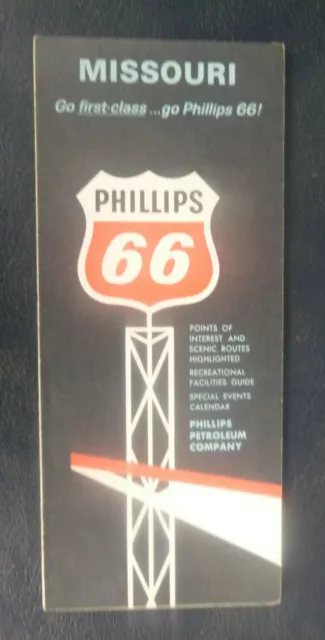 MISSOURI
Go first-class ...go Phillips 66!
PHILLIPS
66
POINTS OF
INTEREST AND
SCENIC ROUTES
HIGHLIGHTED
RECREATIONAL
FACILITIES GUIDE
SPECIAL EVENTS
CALENDAR
PHILLIPS
PETROLEUM
COMPANY